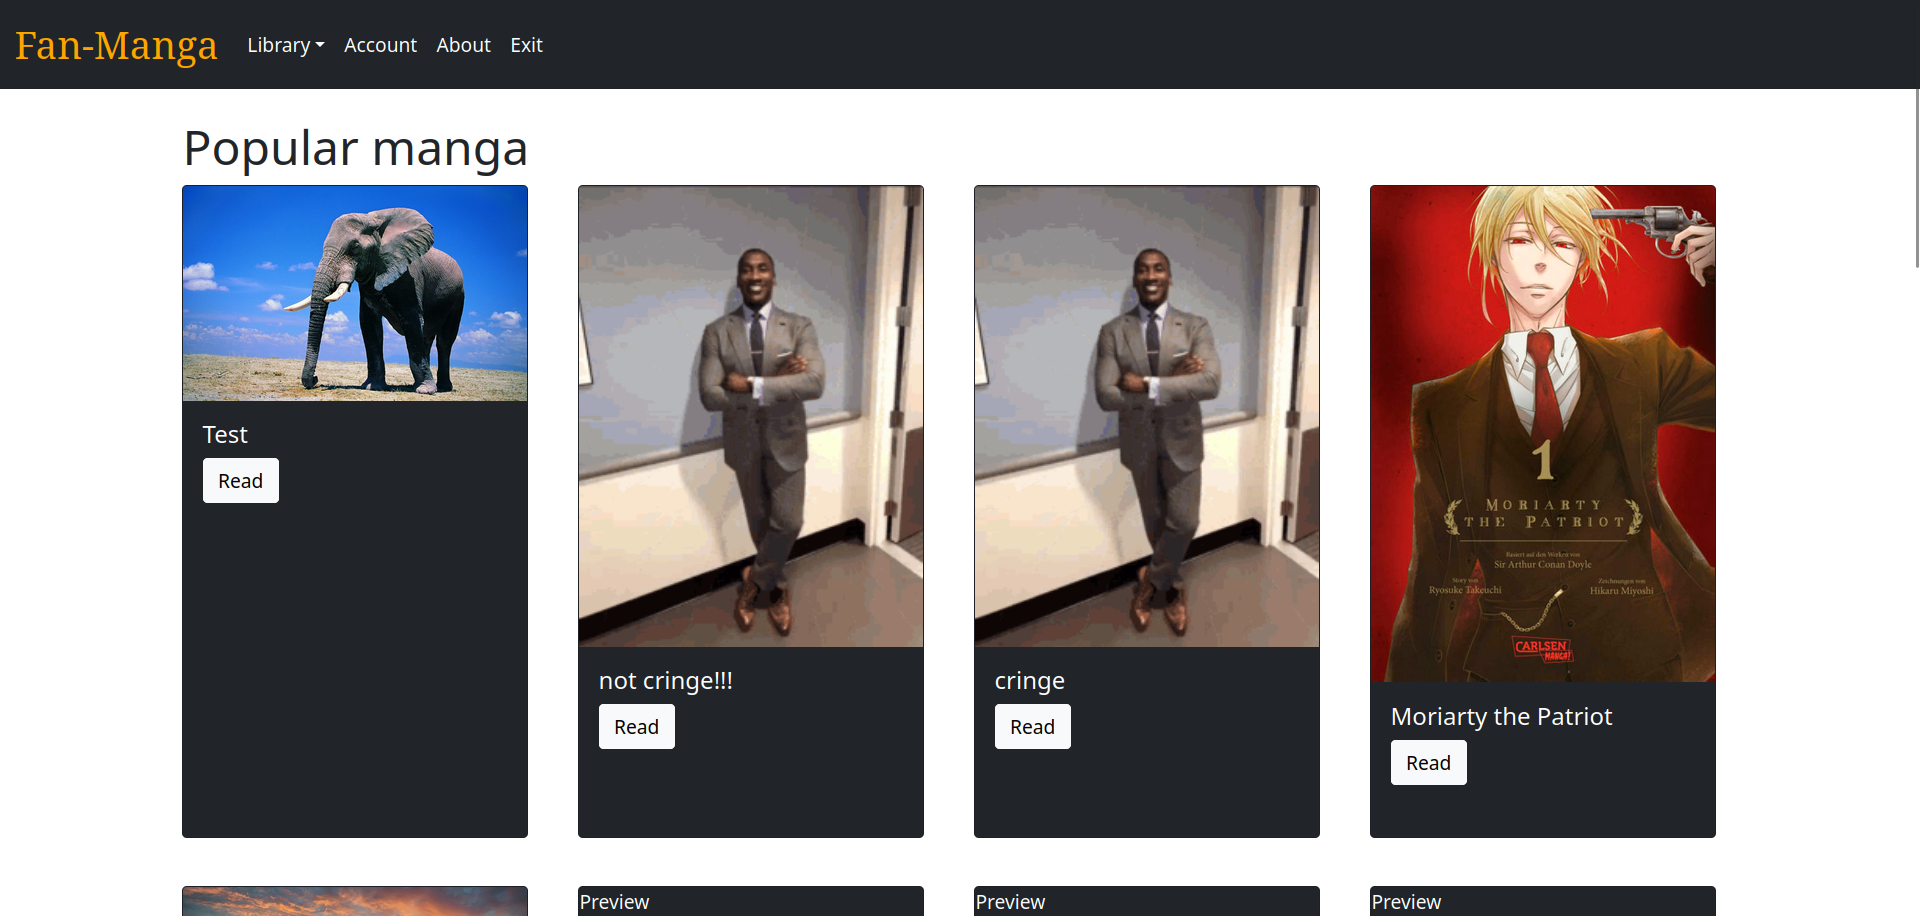 Fan-Manga
Library
Account
About
Exit
Popular manga
Test
Read
not cringe!!!
Read
cringe
Read
1
MORIARTY
THE PATRIOT
Basiert auf den Werken von
Sir Arthur Conan Doyle
Story von
Ryosuke Takeuchi
Zeichnungen von
Hikaru Miyoshi
CARLSEN
MANGA!
Moriarty the Patriot
Read
Preview
Preview
Preview